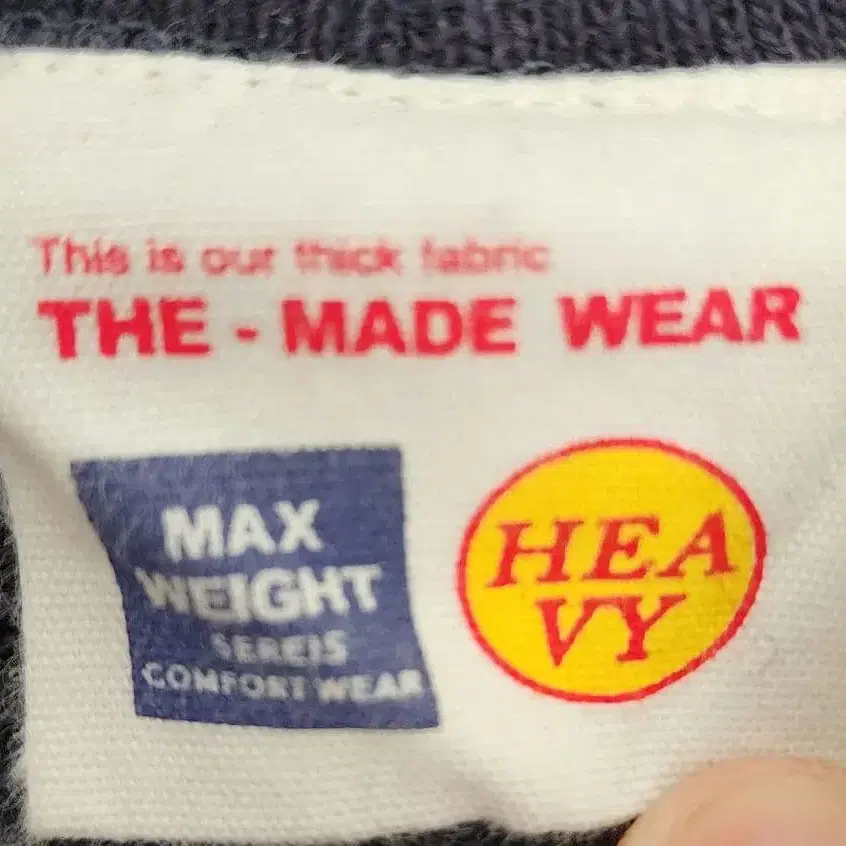 This is our thick fabric
THE - MADE WEAR
MAX
WEIGHT
SEREIS
COMFORT WEAR
HEA
VY